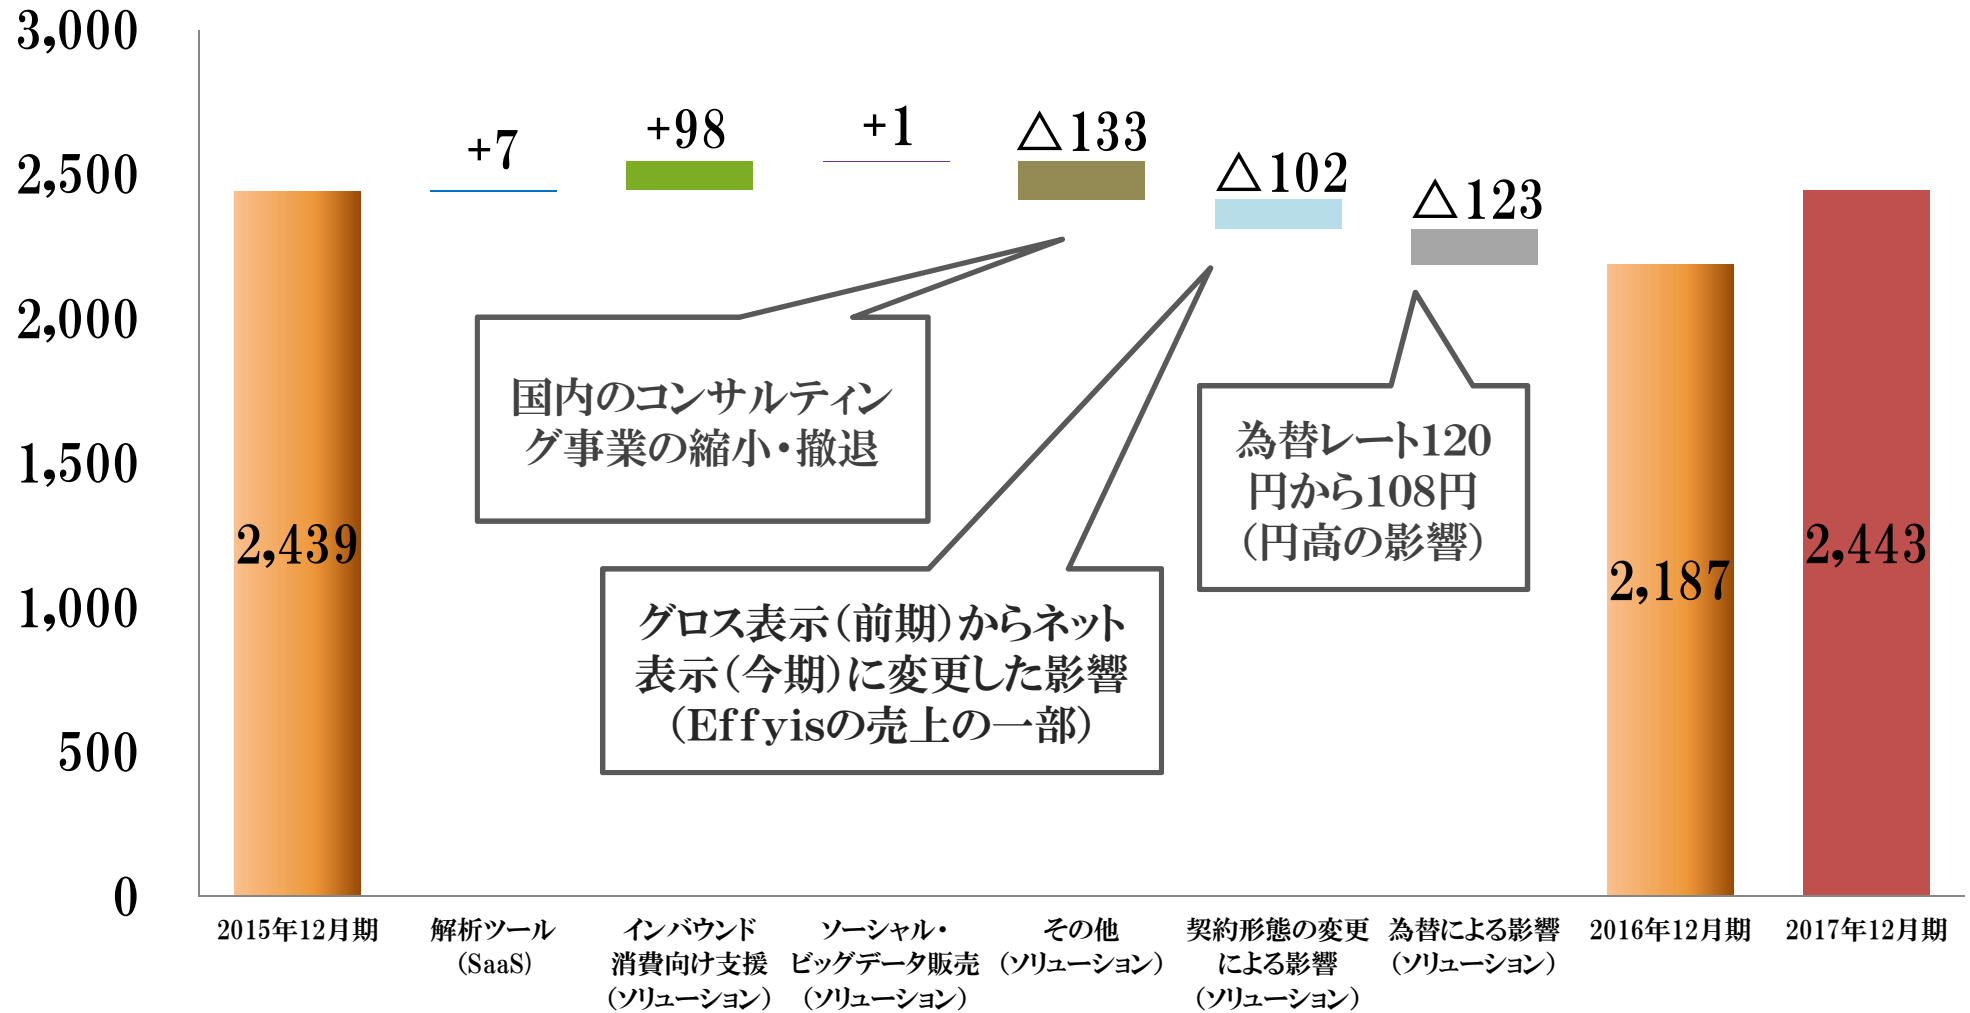 3,000
2,500
2,000
1,500
1,000
500
0
+7
+98
+1
△133
△102
△123
2,439
2,187
2,443
国内のコンサルティン
グ事業の縮小・撤退
為替レート120
円から108円
（円高の影響）
グロス表示（前期）からネット
表示（今期）に変更した影響
（Effyisの売上の一部）
2015年12月期
解析ツール
（SaaS）
インバウンド
消費向け支援
（ソリューション）
ソーシャル・
ビッグデータ販売
（ソリューション）
その他
（ソリューション）
契約形態の変更
による影響
（ソリューション）
為替による影響
（ソリューション）
2016年12月期
2017年12月期